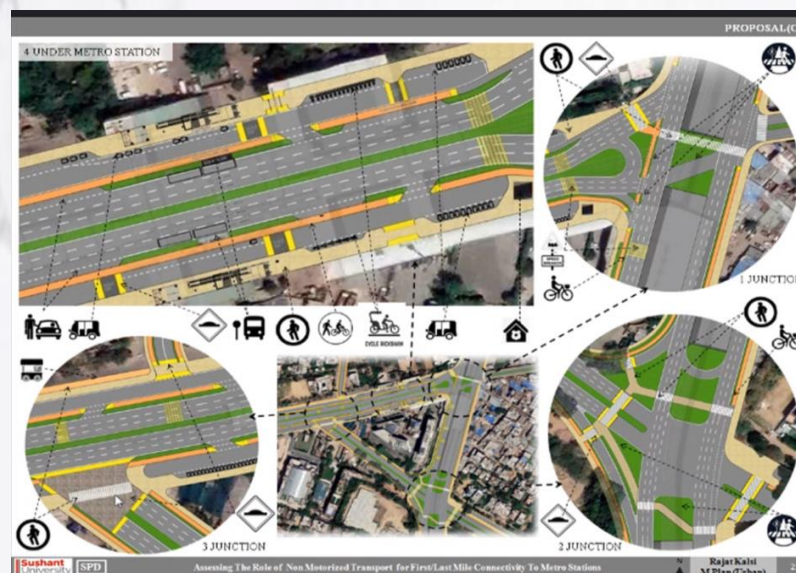 PROPOSAL(
4 UNDER METRO STATION
1 JUNCTION
CYCLE RICKSHAW
3 JUNCTION
2 JUNCTION
Sushant
University
SPD
Assessing The Role of Non Motorized Transport for First/Last Mile Connectivity To Metro Stations
N
Rajat Kalsi
M.Plan (Urban)
2